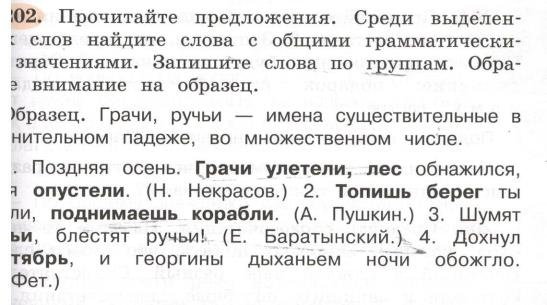 202. Прочитайте предложения. Среди выделен-
х слов найдите слова с общими грамматически-
значениями. Запишите слова по группам. Обра-
е внимание на образец.
Образец. Грачи, ручьи — имена существительные в
нительном падеже, во множественном числе.
. Поздняя осень. Грачи улетели, лес обнажился,
я опустели. (Н. Некрасов.) 2. Топишь берег ты
ли, поднимаешь корабли. (А. Пушкин.) 3. Шумят
ьи, блестят ручьи! (Е. Баратынский.) 4. Дохнул
тябрь, и георгины дыханьем ночи обожгло.
Фет.)